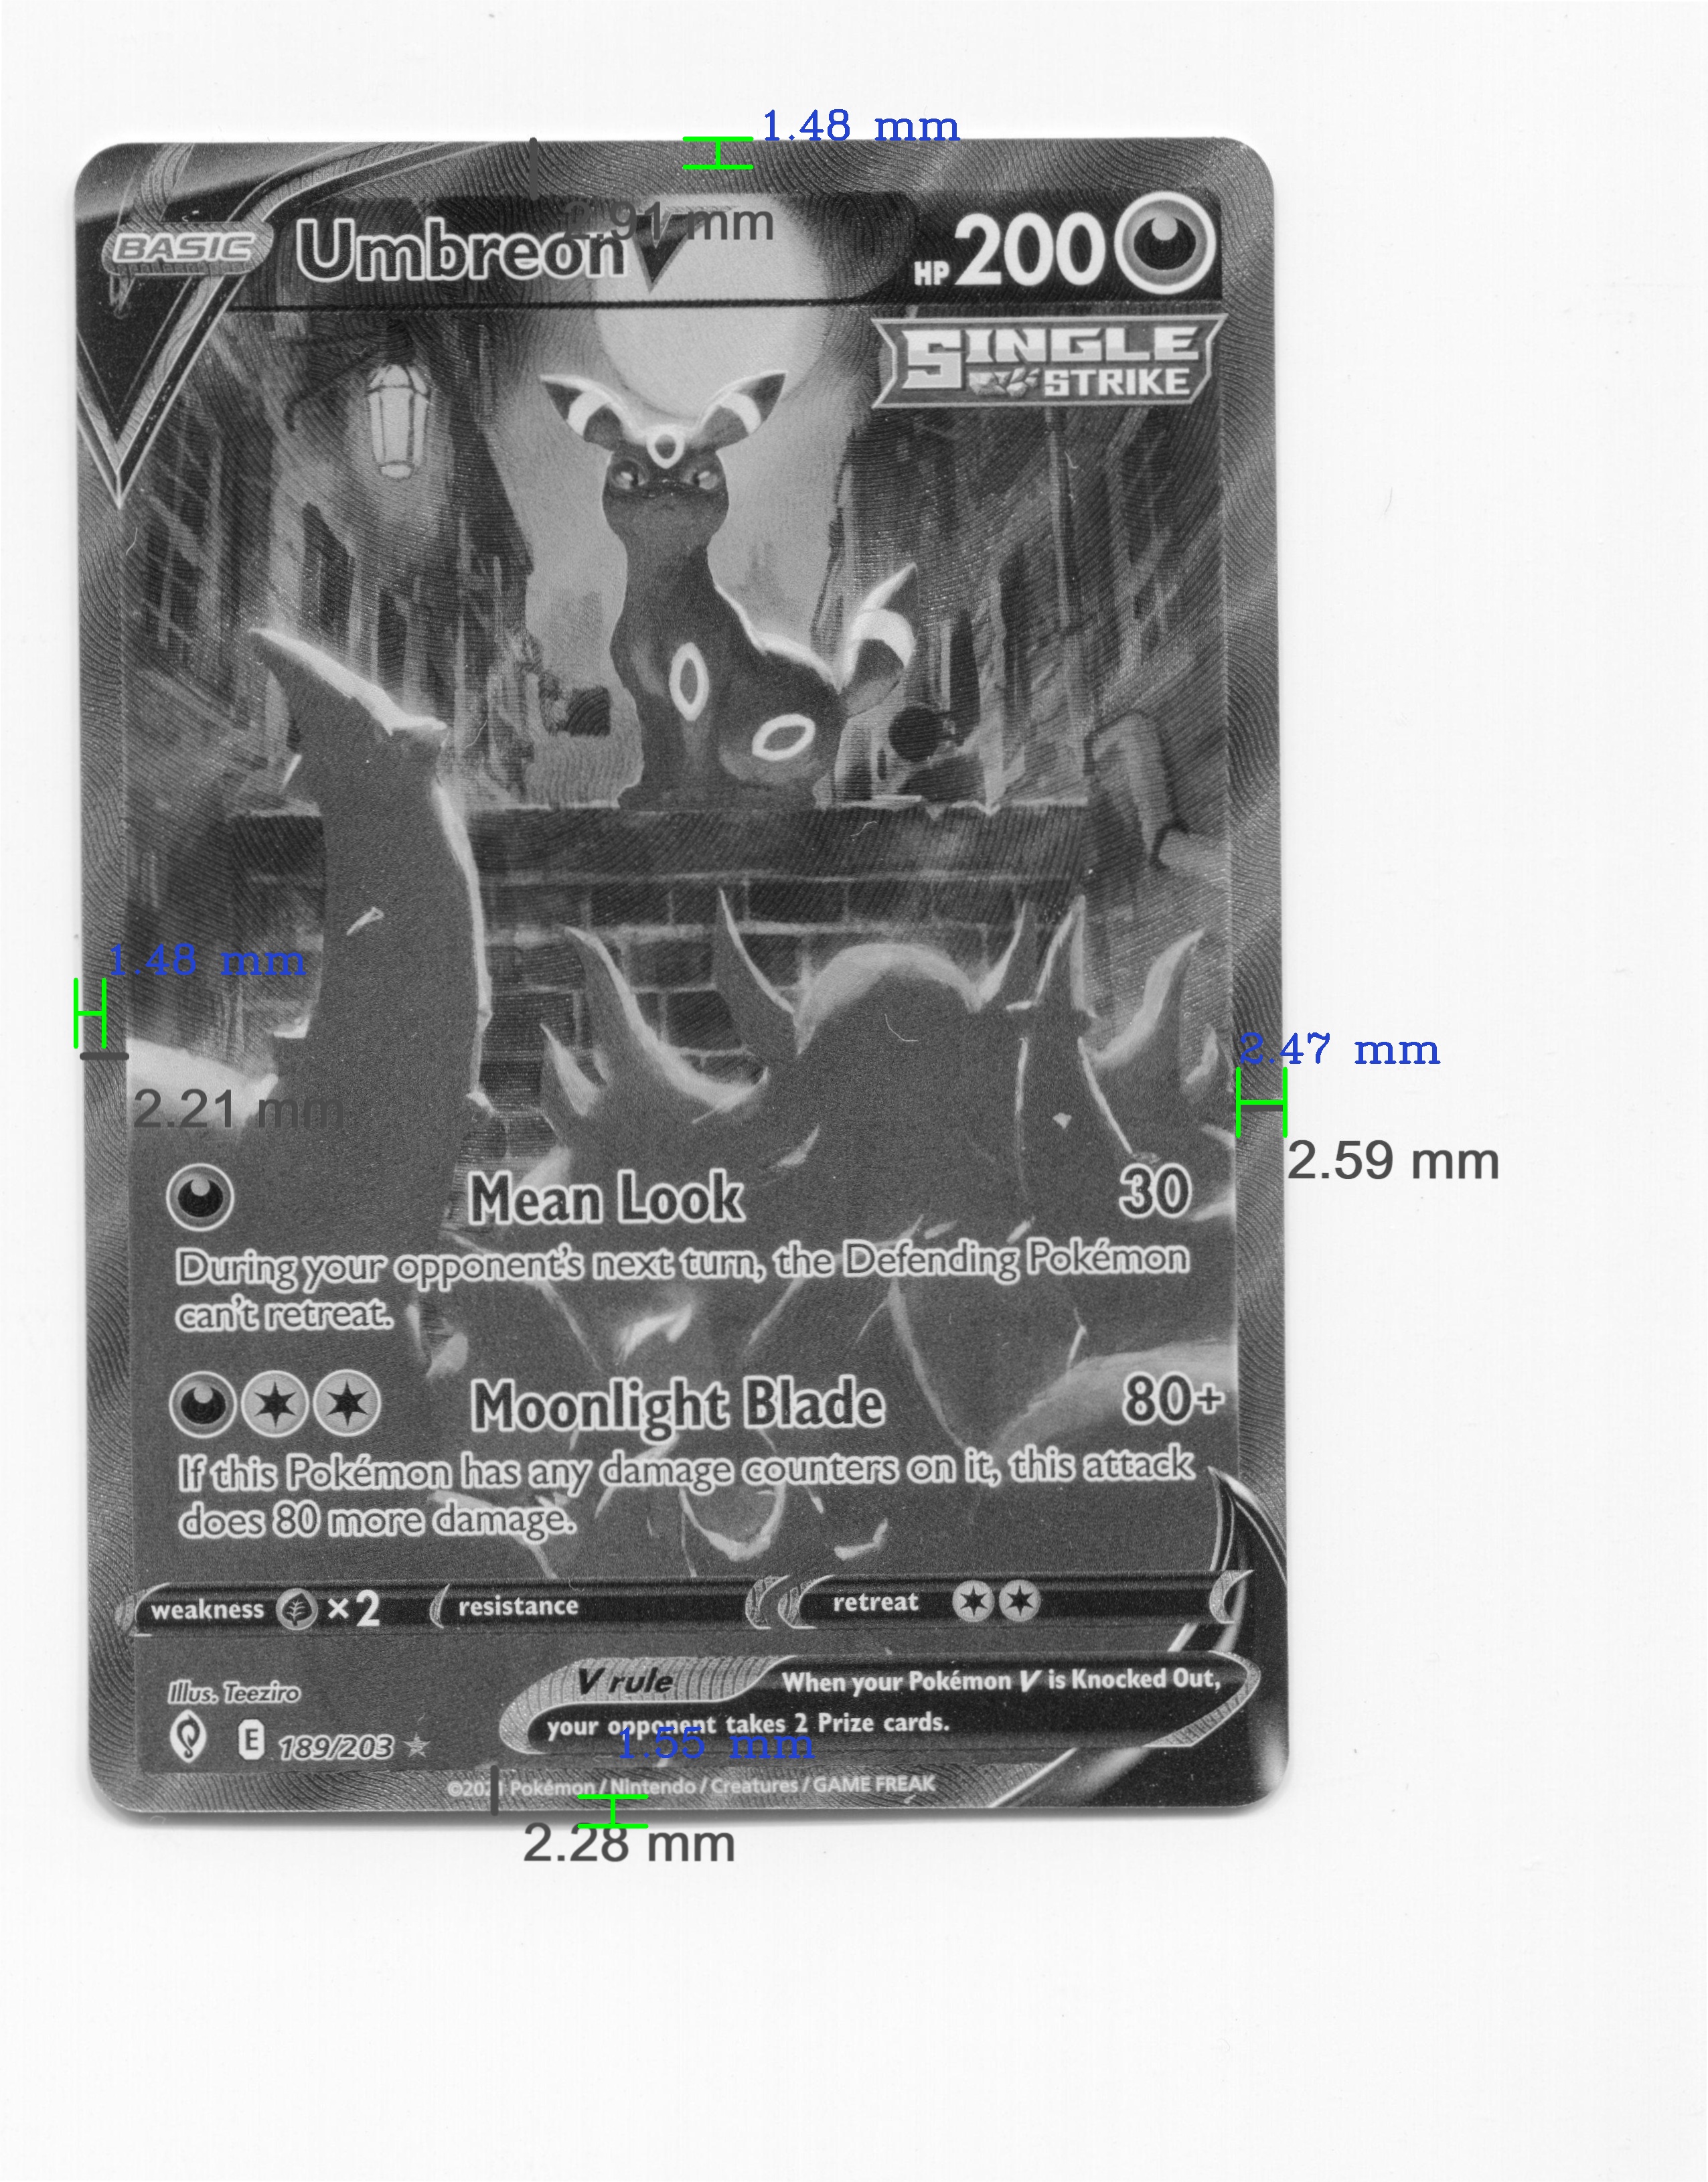 1.48 mm
2.91 mm
BASIC Umbreon V HP 200
SINGLE
STRIKE
1.48 mm
2.47 mm
2.21 mm
2.59 mm
Mean Look 30
During your opponent's next turn, the Defending Pokémon
can't retreat.
Moonlight Blade 80+
If this Pokémon has any damage counters on it, this attack
does 80 more damage.
weakness ×2 resistance retreat
V rule When your Pokémon V is Knocked Out,
your opponent takes 2 Prize cards.
Illus. Teeziro
E 189/203
1.55 mm
©2021 Pokémon / Nintendo / Creatures / GAME FREAK
2.28 mm